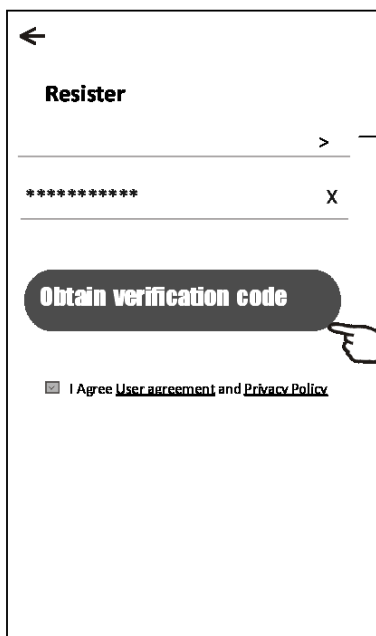 Resister
>
*********** X
Obtain verification code
I Agree User agreement and Privacy Policy